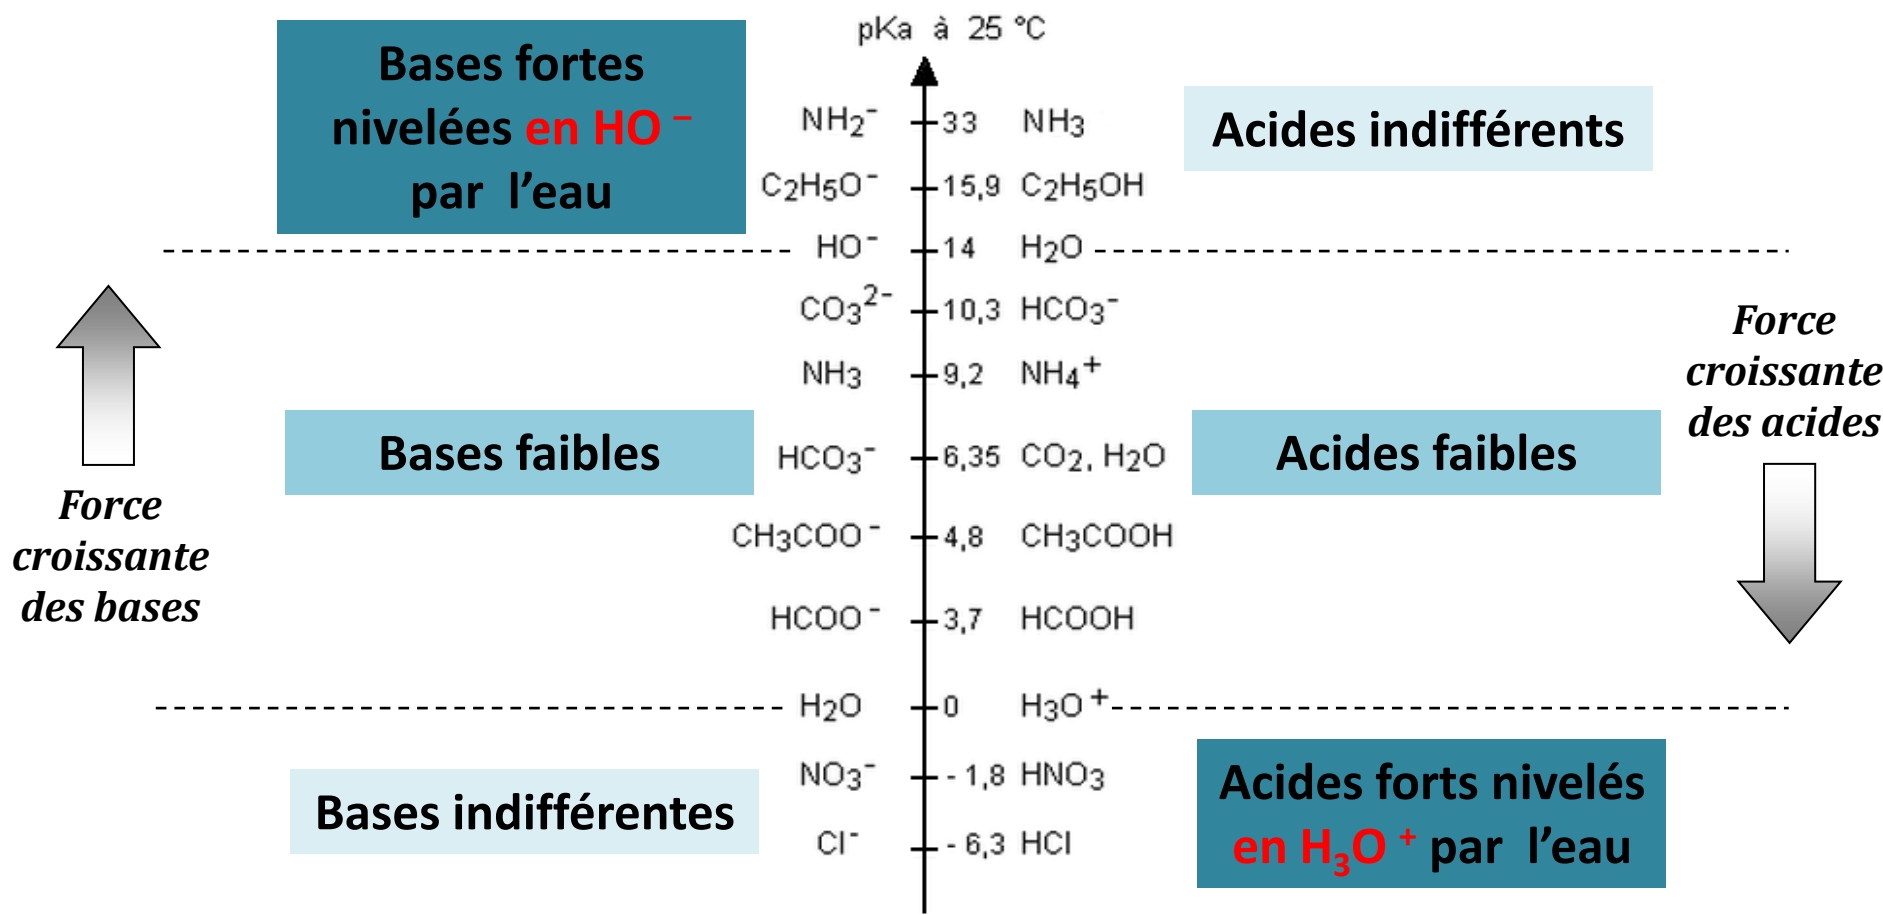 pKa à 25 °C
Bases fortes
nivelées en HO –
par l’eau
Acides indifférents
NH₂⁻ 33 NH₃
C₂H₅O⁻ 15,9 C₂H₅OH
HO⁻ 14 H₂O
CO₃²⁻ 10,3 HCO₃⁻
NH₃ 9,2 NH₄⁺
HCO₃⁻ 6,35 CO₂, H₂O
CH₃COO⁻ 4,8 CH₃COOH
HCOO⁻ 3,7 HCOOH
H₂O 0 H₃O⁺
NO₃⁻ - 1,8 HNO₃
Cl⁻ - 6,3 HCl
Force
croissante
des acides
Bases faibles
Acides faibles
Force
croissante
des bases
Bases indifférentes
Acides forts nivelés
en H₃O ⁺ par l’eau